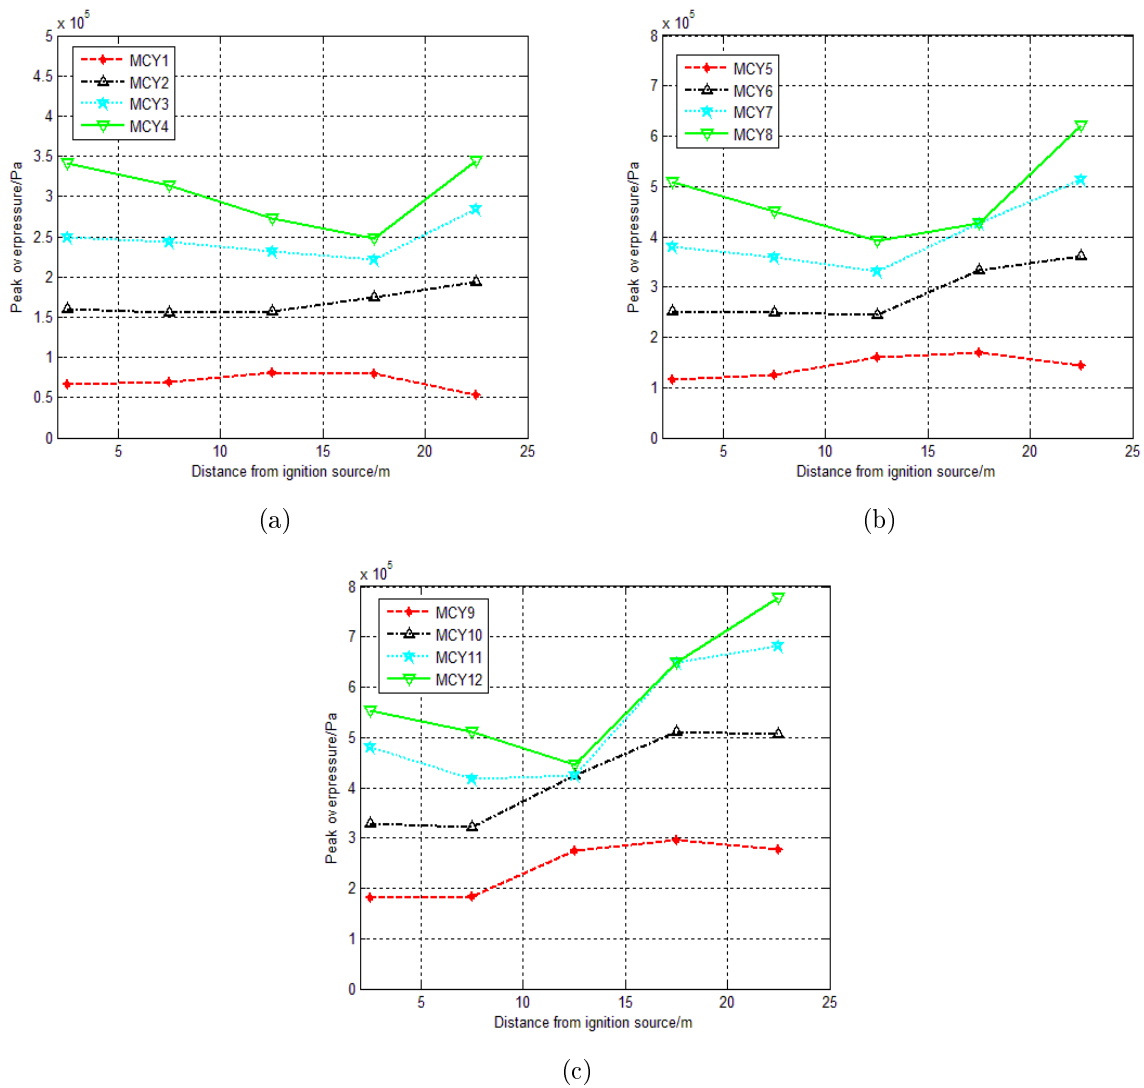 x 10^5
5
4.5
4
3.5
3
2.5
2
1.5
1
0.5
0
MCY1
MCY2
MCY3
MCY4
Peak overpressure/Pa
5 10 15 20 25
Distance from ignition source/m
(a)
x 10^5
8
7
6
5
4
3
2
1
0
MCY5
MCY6
MCY7
MCY8
Peak overpressure/Pa
5 10 15 20 25
Distance from ignition source/m
(b)
x 10^5
8
7
6
5
4
3
2
1
0
MCY9
MCY10
MCY11
MCY12
Peak overpressure/Pa
5 10 15 20 25
Distance from ignition source/m
(c)